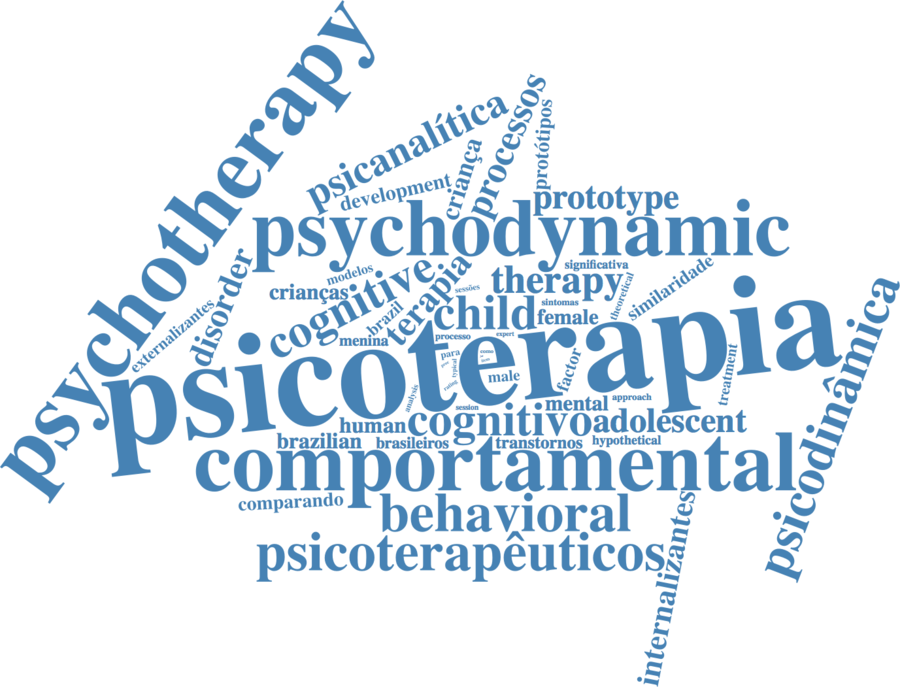 psychotherapy
psicanalítica
processos
protótipos
criança
development
prototype
psychodynamic
disorder
modelos
cognitive
terapia
significativa
therapy
similaridade
theoretical
crianças
externalizantes
brazil
sessões
child
sintomas
female
menina
processo
expert
psicoterapia
para
typical
rating
male
factor
treatment
analysis
session
mental
approach
human
cognitivo
adolescent
brazilian
brasileiros
transtornos
hypothetical
comportamental
psicodinâmica
comparando
behavioral
psicoterapêuticos
internalizantes